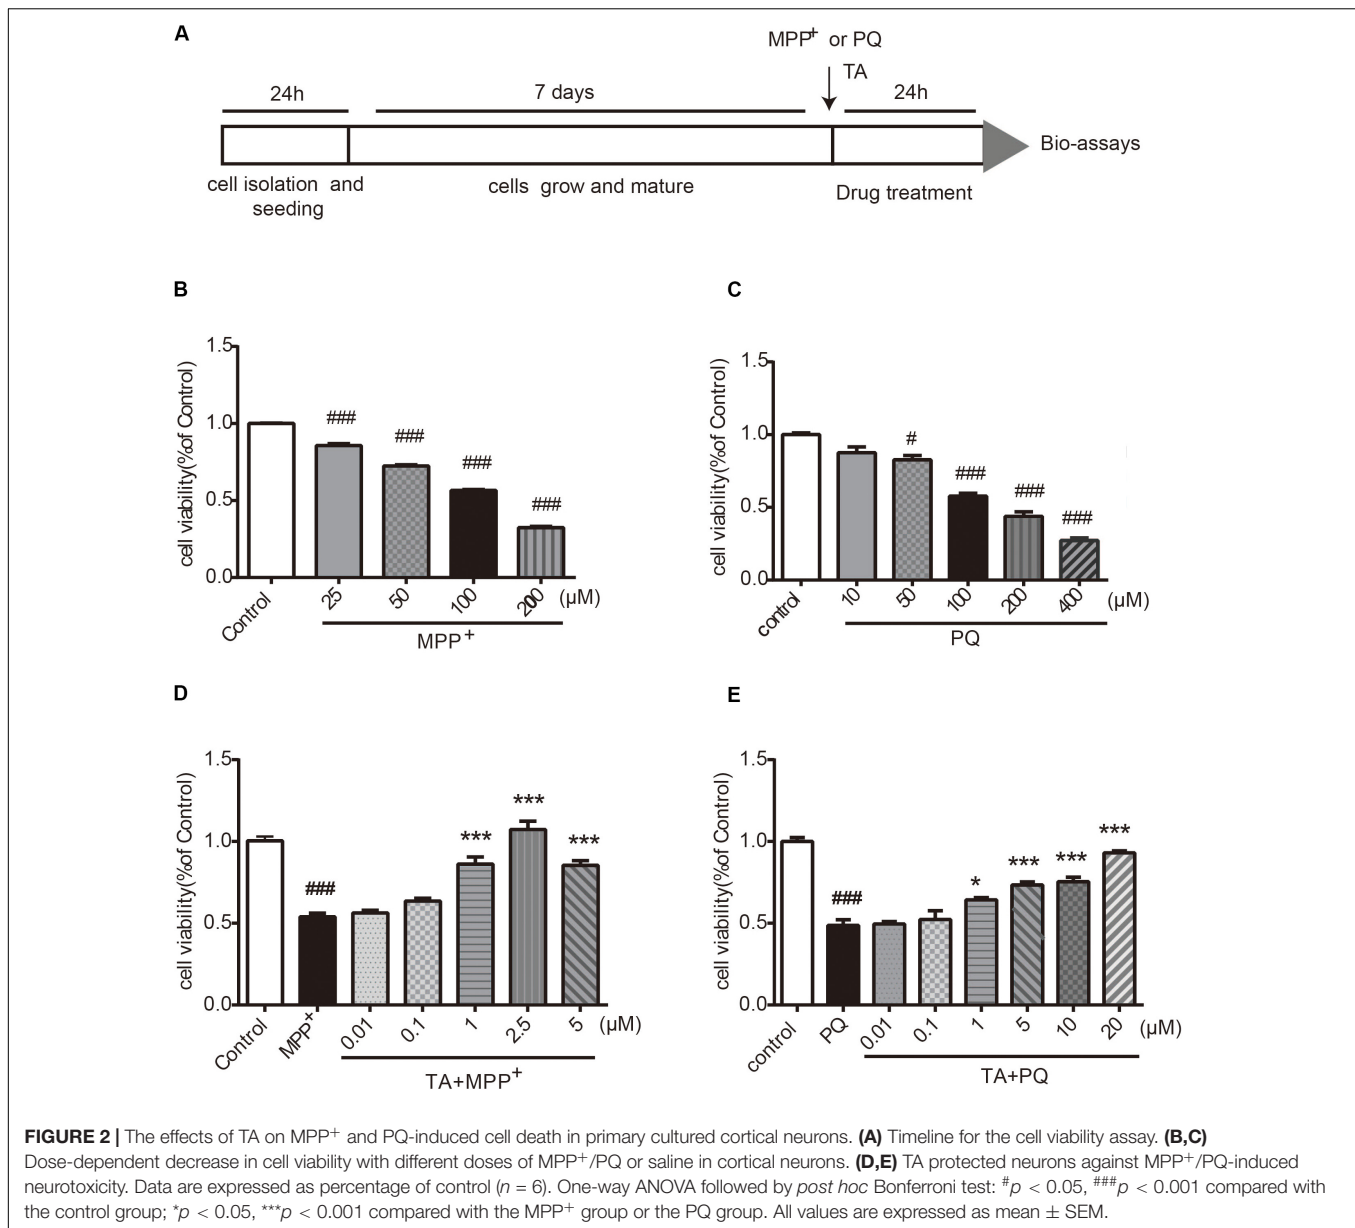 A
MPP+ or PQ
TA
24h
7 days
24h
Bio-assays
cell isolation and
seeding
cells grow and mature
Drug treatment
B
cell viability(%of Control)
1.5
1.0
0.5
0.0
###
###
###
###
Control
25
50
100
200
(μM)
MPP+
C
cell viability(%of Control)
1.5
1.0
0.5
0.0
#
###
###
###
control
10
50
100
200
400
(μM)
PQ
D
cell viability(%of Control)
1.5
1.0
0.5
0.0
###
***
***
***
Control
MPP+
0.01
0.1
1
2.5
5
(μM)
TA+MPP+
E
cell viability(%of Control)
1.5
1.0
0.5
0.0
###
*
***
***
***
control
PQ
0.01
0.1
1
5
10
20
(μM)
TA+PQ
FIGURE 2 | The effects of TA on MPP+ and PQ-induced cell death in primary cultured cortical neurons. (A) Timeline for the cell viability assay. (B,C)
Dose-dependent decrease in cell viability with different doses of MPP+/PQ or saline in cortical neurons. (D,E) TA protected neurons against MPP+/PQ-induced
neurotoxicity. Data are expressed as percentage of control (n = 6). One-way ANOVA followed by post hoc Bonferroni test: #p < 0.05, ###p < 0.001 compared with
the control group; *p < 0.05, ***p < 0.001 compared with the MPP+ group or the PQ group. All values are expressed as mean ± SEM.